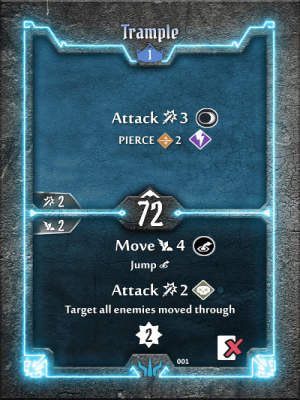 Trample
1
Attack 3
PIERCE 2
2
72
2
Move 4
Jump
Attack 2
Target all enemies moved through
2
001